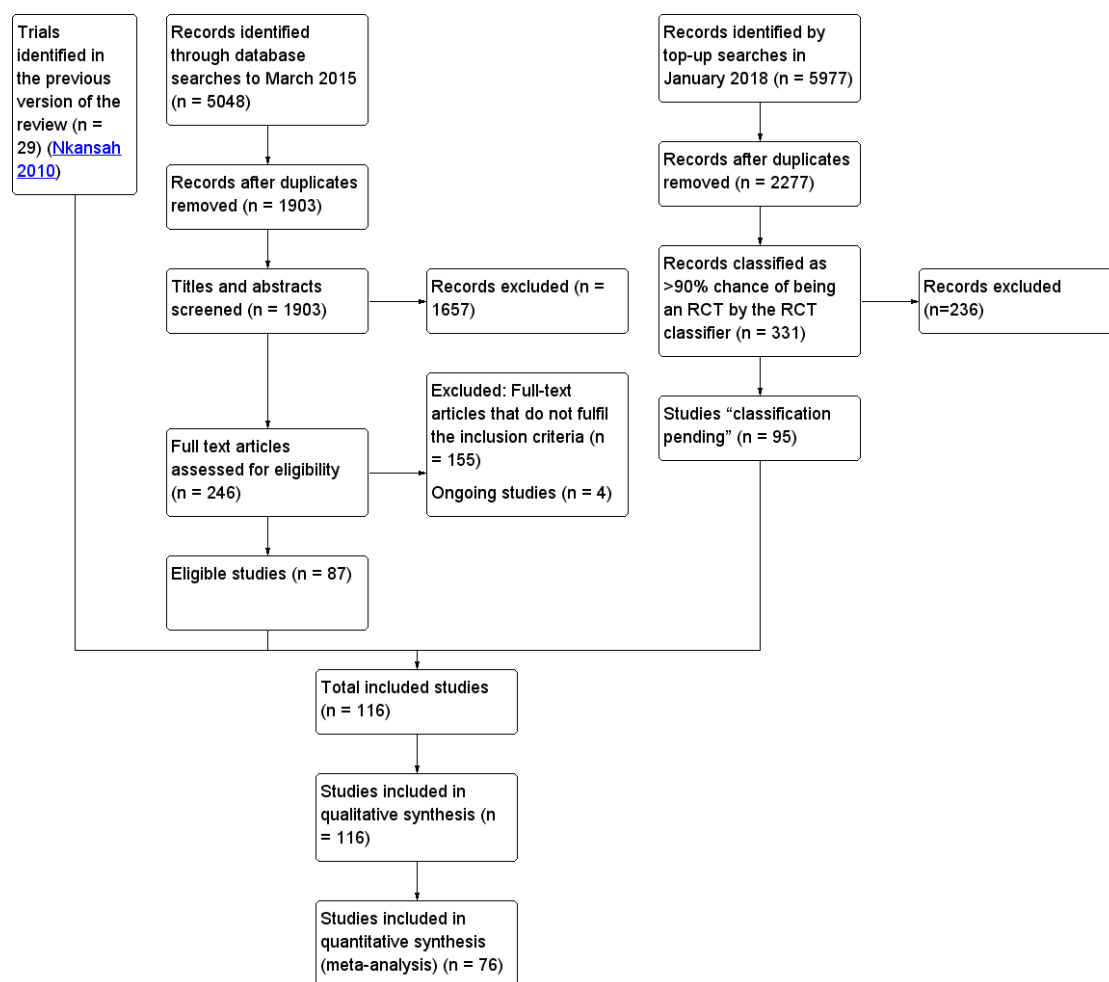 Trials
identified in
the previous
version of the
review (n =
29) (Nkansah
2010)
Records identified
through database
searches to March 2015
(n = 5048)
Records identified by
top-up searches in
January 2018 (n = 5977)
Records after duplicates
removed (n = 1903)
Records after duplicates
removed (n = 2277)
Titles and abstracts
screened (n = 1903)
Records excluded (n =
1657)
Records classified as
>90% chance of being
an RCT by the RCT
classifier (n = 331)
Records excluded
(n=236)
Full text articles
assessed for eligibility
(n = 246)
Excluded: Full-text
articles that do not fulfil
the inclusion criteria (n
= 155)
Ongoing studies (n = 4)
Studies “classification
pending” (n = 95)
Eligible studies (n = 87)
Total included studies
(n = 116)
Studies included in
qualitative synthesis (n
= 116)
Studies included in
quantitative synthesis
(meta-analysis) (n = 76)